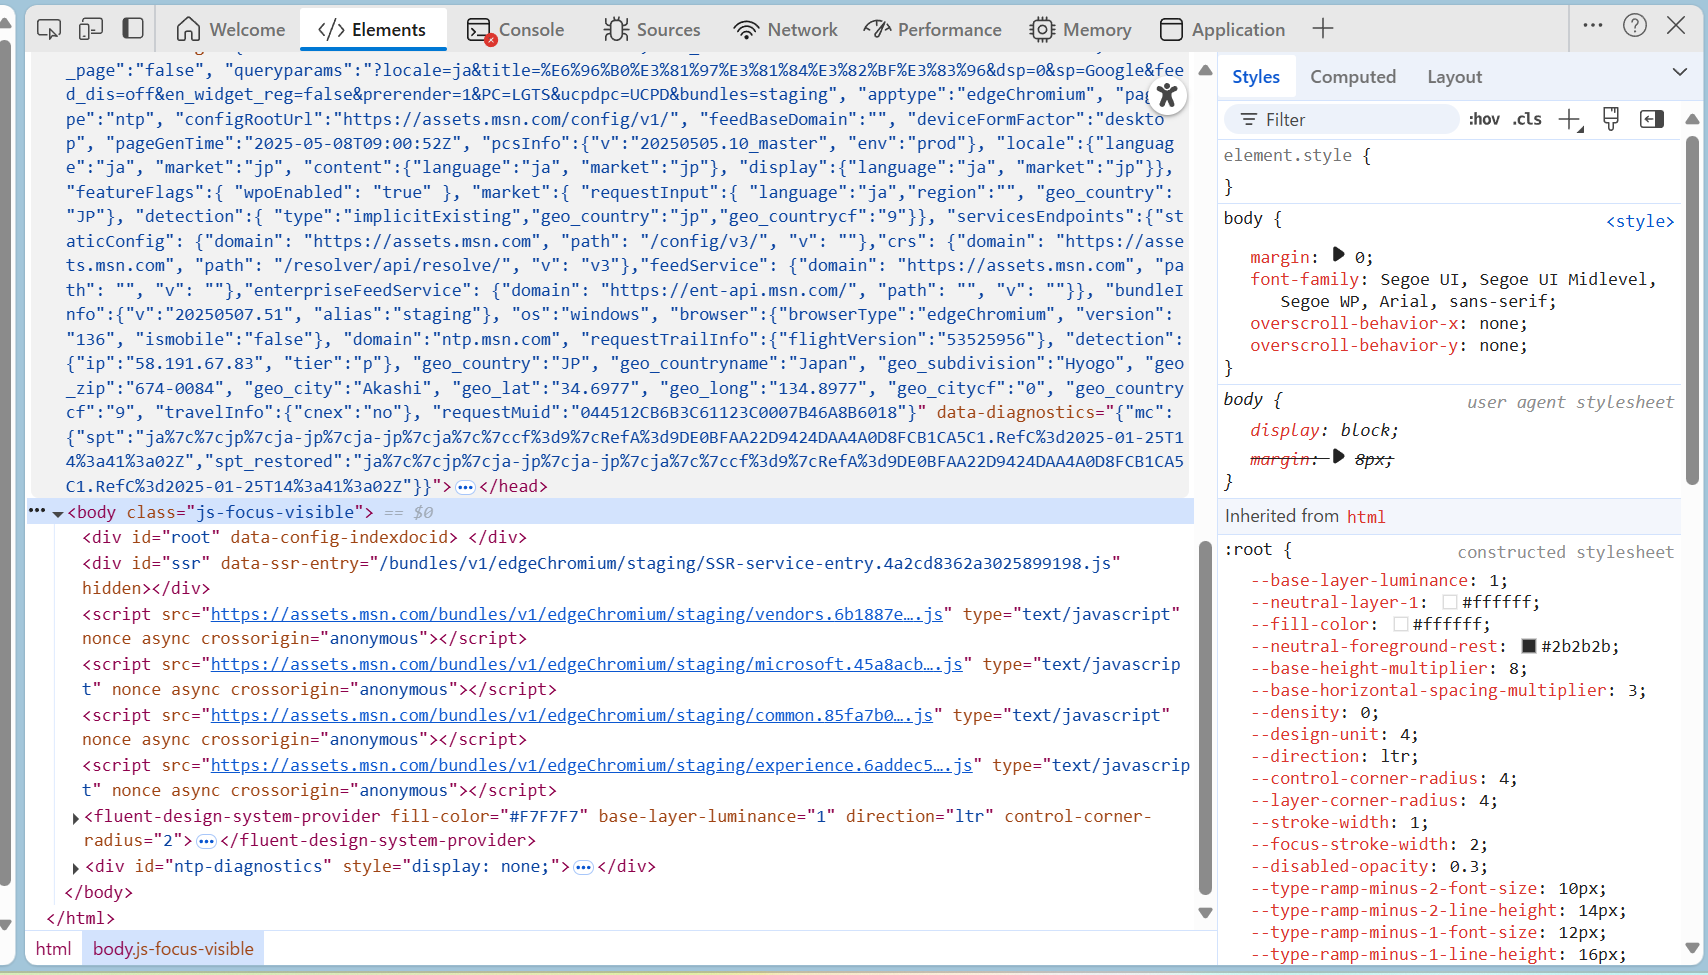 Welcome
Elements
Console
Sources
Network
Performance
Memory
Application
_page":"false", "queryparams":"?locale=ja&title=%E6%96%B0%E3%81%97%E3%81%84%E3%82%BF%E3%83%96&dsp=0&sp=Google&fee
d_dis=off&en_widget_reg=false&prerender=1&PC=LGTS&ucpdpc=UCPD&bundles=staging", "apptype":"edgeChromium", "pag
pe":"ntp", "configRootUrl":"https://assets.msn.com/config/v1/", "feedBaseDomain":"", "deviceFormFactor":"deskto
p", "pageGenTime":"2025-05-08T09:00:52Z", "pcsInfo":{"v":"20250505.10_master", "env":"prod"}, "locale":{"langua
ge":"ja", "market":"jp", "content":{"language":"ja", "market":"jp"}, "display":{"language":"ja", "market":"jp"}},
"featureFlags":{ "wpoEnabled": "true" }, "market":{ "requestInput":{ "language":"ja","region":"", "geo_country":
"JP"}, "detection":{ "type":"implicitExisting","geo_country":"jp","geo_countrycf":"9"}}, "servicesEndpoints":{"st
aticConfig": {"domain": "https://assets.msn.com", "path": "/config/v3/", "v": ""},"crs": {"domain": "https://asse
ts.msn.com", "path": "/resolver/api/resolve/", "v": "v3"},"feedService": {"domain": "https://assets.msn.com", "pa
th": "", "v": ""},"enterpriseFeedService": {"domain": "https://ent-api.msn.com/", "path": "", "v": ""}}, "bundleI
nfo":{"v":"20250507.51", "alias":"staging"}, "os":"windows", "browser":{"browserType":"edgeChromium", "version":
"136", "ismobile":"false"}, "domain":"ntp.msn.com", "requestTrailInfo":{"flightVersion":"53525956"}, "detection":
{"ip":"58.191.67.83", "tier":"p"}, "geo_country":"JP", "geo_countryname":"Japan", "geo_subdivision":"Hyogo", "geo
_zip":"674-0084", "geo_city":"Akashi", "geo_lat":"34.6977", "geo_long":"134.8977", "geo_citycf":"0", "geo_country
cf":"9", "travelInfo":{"cnex":"no"}, "requestMuid":"044512CB6B3C61123C0007B46A8B6018"}" data-diagnostics="{"mc":
{"spt":"ja%7c%7cjp%7cja-jp%7cja-jp%7cja%7c%7ccf%3d9%7cRefA%3d9DE0BFAA22D9424DAA4A0D8FCB1CA5C1.RefC%3d2025-01-25T1
4%3a41%3a02Z","spt_restored":"ja%7c%7cjp%7cja-jp%7cja-jp%7cja%7c%7ccf%3d9%7cRefA%3d9DE0BFAA22D9424DAA4A0D8FCB1CA5
C1.RefC%3d2025-01-25T14%3a41%3a02Z"}}"> … </head>
<body class="js-focus-visible"> == $0
<div id="root" data-config-indexdocid> </div>
<div id="ssr" data-ssr-entry="/bundles/v1/edgeChromium/staging/SSR-service-entry.4a2cd8362a3025899198.js"
hidden></div>
<script src="https://assets.msn.com/bundles/v1/edgeChromium/staging/vendors.6b1887e….js" type="text/javascript"
nonce async crossorigin="anonymous"></script>
<script src="https://assets.msn.com/bundles/v1/edgeChromium/staging/microsoft.45a8acb….js" type="text/javascrip
t" nonce async crossorigin="anonymous"></script>
<script src="https://assets.msn.com/bundles/v1/edgeChromium/staging/common.85fa7b0….js" type="text/javascript"
nonce async crossorigin="anonymous"></script>
<script src="https://assets.msn.com/bundles/v1/edgeChromium/staging/experience.6addec5….js" type="text/javascrip
t" nonce async crossorigin="anonymous"></script>
<fluent-design-system-provider fill-color="#F7F7F7" base-layer-luminance="1" direction="ltr" control-corner-
radius="2"> … </fluent-design-system-provider>
<div id="ntp-diagnostics" style="display: none;"> … </div>
</body>
</html>
html body.js-focus-visible
Styles
Computed
Layout
Filter
:hov .cls
element.style {
}
body {
<style>
margin: 0;
font-family: Segoe UI, Segoe UI Midlevel,
Segoe WP, Arial, sans-serif;
overscroll-behavior-x: none;
overscroll-behavior-y: none;
}
body {
user agent stylesheet
display: block;
margin: 8px;
}
Inherited from html
:root {
constructed stylesheet
--base-layer-luminance: 1;
--neutral-layer-1: #ffffff;
--fill-color: #ffffff;
--neutral-foreground-rest: #2b2b2b;
--base-height-multiplier: 8;
--base-horizontal-spacing-multiplier: 3;
--density: 0;
--design-unit: 4;
--direction: ltr;
--control-corner-radius: 4;
--layer-corner-radius: 4;
--stroke-width: 1;
--focus-stroke-width: 2;
--disabled-opacity: 0.3;
--type-ramp-minus-2-font-size: 10px;
--type-ramp-minus-2-line-height: 14px;
--type-ramp-minus-1-font-size: 12px;
--type-ramp-minus-1-line-height: 16px;